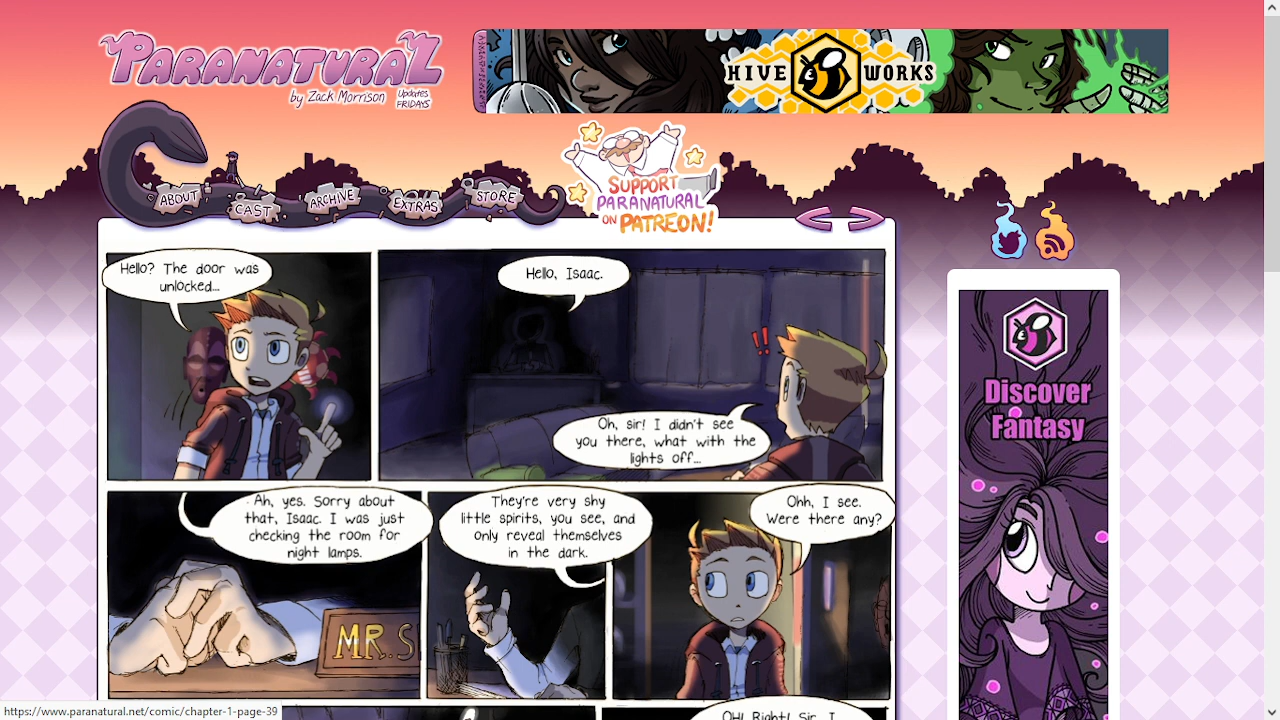 PARANATURAL
by Zack Morrison
Updates
FRIDAYS
HIVE WORKS
ABOUT
CAST
ARCHIVE
EXTRAS
STORE
SUPPORT
PARANATURAL
ON PATREON!
Hello? The door was
unlocked...
Hello, Isaac.
!!
Oh, sir! I didn't see
you there, what with the
lights off...
Ah, yes. Sorry about
that, Isaac. I was just
checking the room for
night lamps.
MR. S
They're very shy
little spirits, you see, and
only reveal themselves
in the dark.
Ohh, I see.
Were there any?
OH! Right! Sir, I
Discover
Fantasy
https://www.paranatural.net/comic/chapter-1-page-39